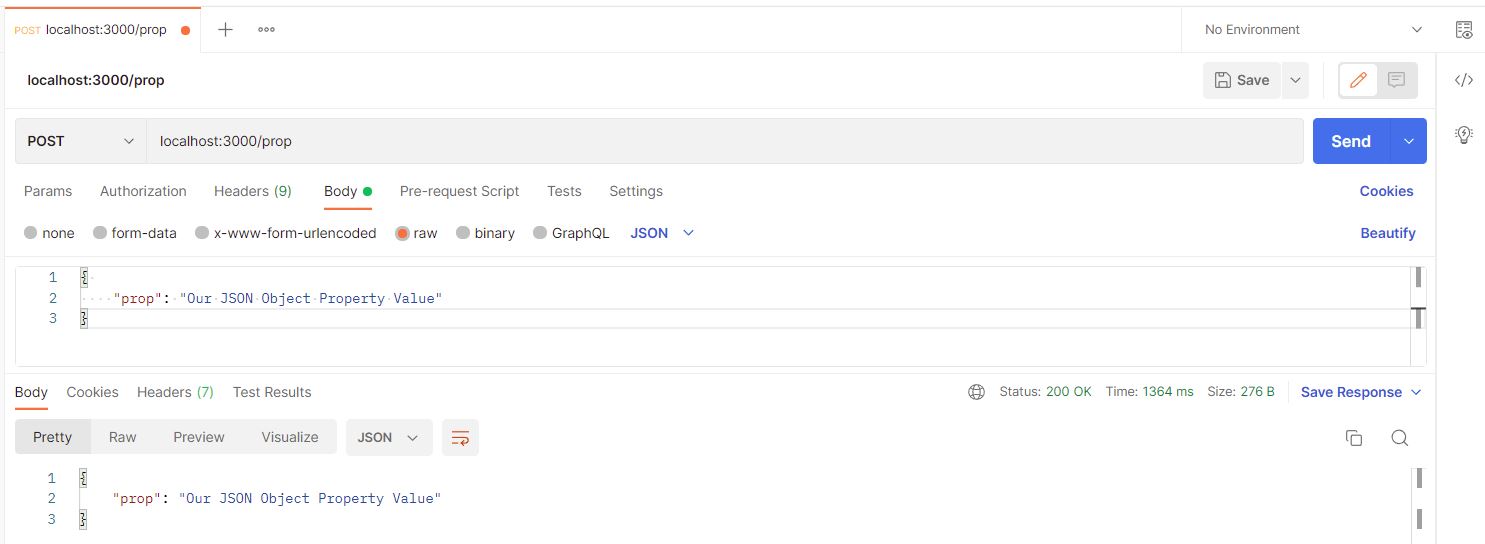 POST localhost:3000/prop
No Environment
localhost:3000/prop
Save
POST localhost:3000/prop Send
Params Authorization Headers (9) Body Pre-request Script Tests Settings Cookies
none form-data x-www-form-urlencoded raw binary GraphQL JSON Beautify
1 {
2 "prop": "Our JSON Object Property Value"
3 }
Body Cookies Headers (7) Test Results Status: 200 OK Time: 1364 ms Size: 276 B Save Response
Pretty Raw Preview Visualize JSON
1 {
2 "prop": "Our JSON Object Property Value"
3 }